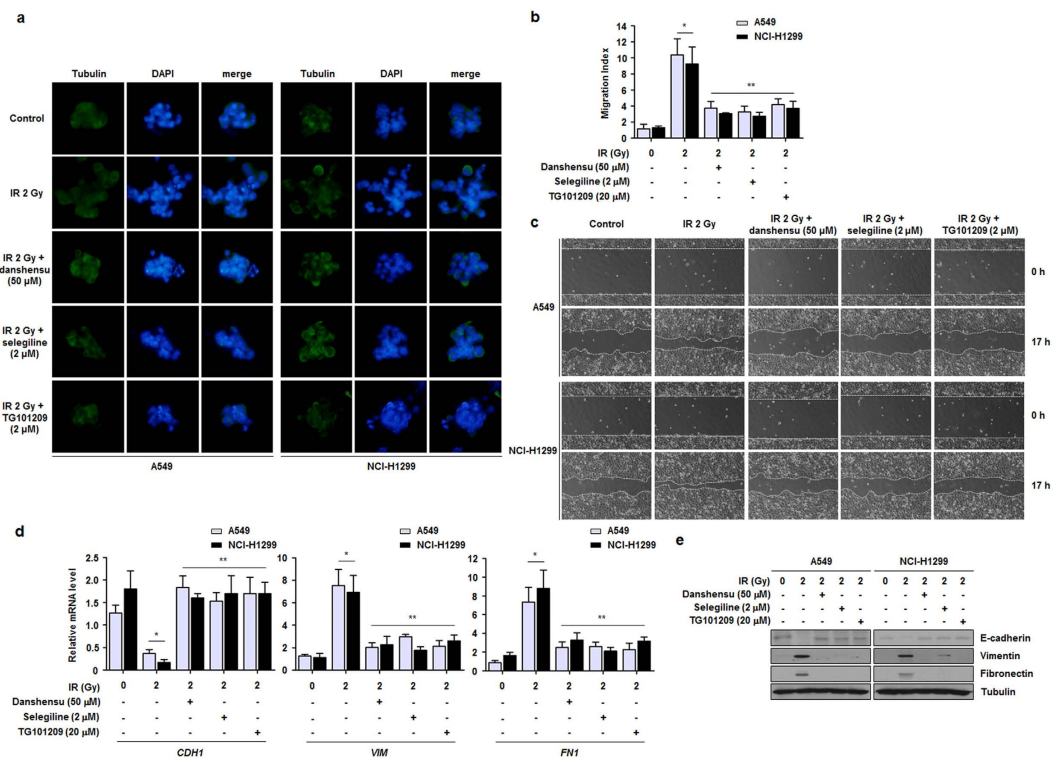 a
Tubulin DAPI merge Tubulin DAPI merge
Control
IR 2 Gy
IR 2 Gy +
danshensu
(50 μM)
IR 2 Gy +
selegiline
(2 μM)
IR 2 Gy +
TG101209
(2 μM)
A549 NCI-H1299
b
A549
NCI-H1299
Migration Index
14
12
10
8
6
4
2
0
*
**
IR (Gy) 0 2 2 2 2
Danshensu (50 μM) - - + - -
Selegiline (2 μM) - - - + -
TG101209 (20 μM) - - - - +
c
Control IR 2 Gy IR 2 Gy + danshensu (50 μM) IR 2 Gy + selegiline (2 μM) IR 2 Gy + TG101209 (2 μM)
A549
0 h
17 h
NCI-H1299
0 h
17 h
d
A549
NCI-H1299
A549
NCI-H1299
A549
NCI-H1299
Relative mRNA level
2.5
2.0
1.5
1.0
0.5
0.0
*
**
10
8
6
4
2
0
*
**
12
10
8
6
4
2
0
*
**
IR (Gy) 0 2 2 2 2 0 2 2 2 2 0 2 2 2 2
Danshensu (50 μM) - - + - - - - + - - - - + - -
Selegiline (2 μM) - - - + - - - - + - - - - + -
TG101209 (20 μM) - - - - + - - - - + - - - - +
CDH1 VIM FN1
e
A549 NCI-H1299
IR (Gy) 0 2 2 2 2 0 2 2 2 2
Danshensu (50 μM) - - + - - - - + - -
Selegiline (2 μM) - - - + - - - - + -
TG101209 (20 μM) - - - - + - - - - +
E-cadherin
Vimentin
Fibronectin
Tubulin